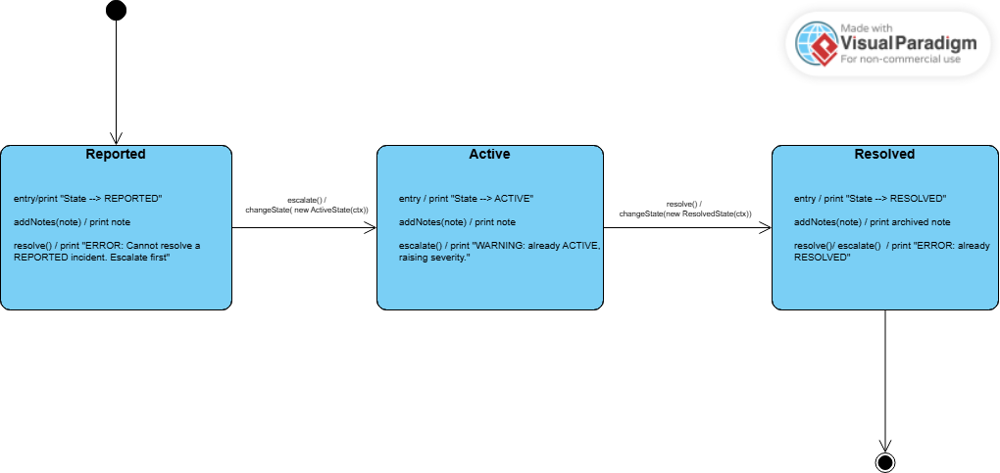 Made with
Visual Paradigm
For non-commercial use
Reported
entry/print "State --> REPORTED"
addNotes(note) / print note
resolve() / print "ERROR: Cannot resolve a
REPORTED incident. Escalate first"
escalate() /
changeState( new ActiveState(ctx))
Active
entry / print "State --> ACTIVE"
addNotes(note) / print note
escalate() / print "WARNING: already ACTIVE,
raising severity."
resolve() /
changeState(new ResolvedState(ctx))
Resolved
entry / print "State --> RESOLVED"
addNotes(note) / print archived note
resolve()/ escalate()  / print "ERROR: already
RESOLVED"